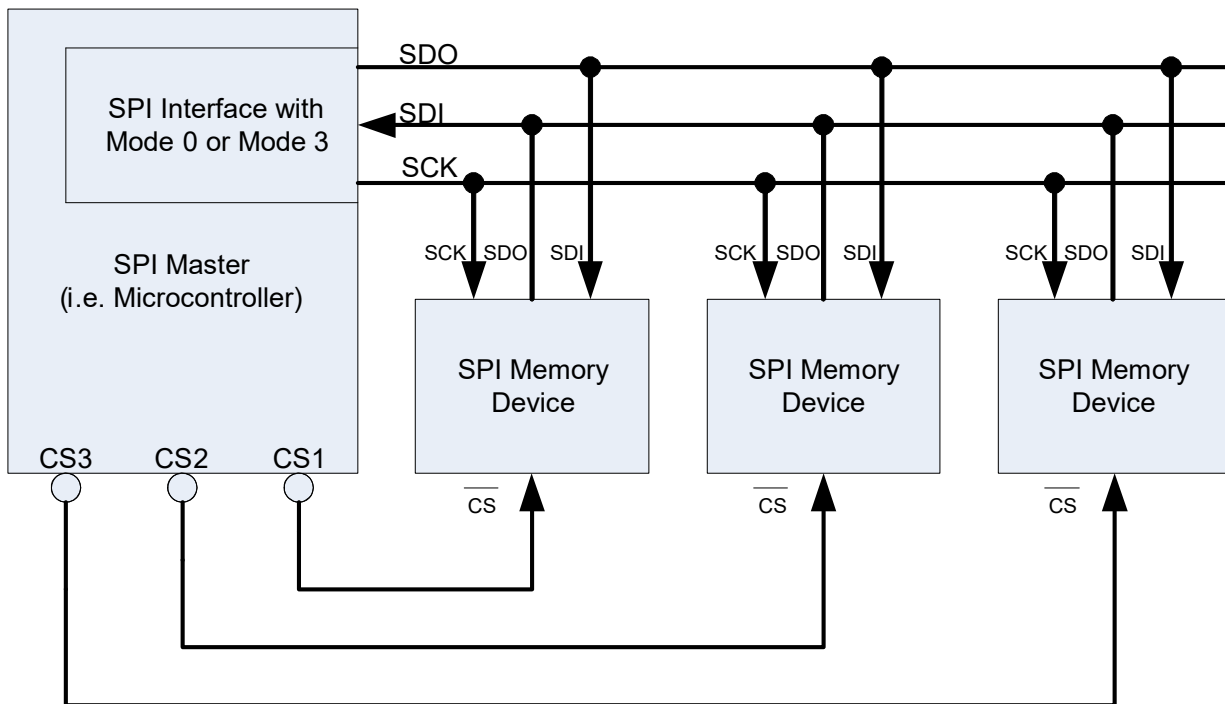 SDO
SPI Interface with
Mode 0 or Mode 3
SDI
SCK
SPI Master
(i.e. Microcontroller)
SCK SDO SDI
SCK SDO SDI
SCK SDO SDI
SPI Memory
Device
SPI Memory
Device
SPI Memory
Device
CS3 CS2 CS1
CS
CS
CS